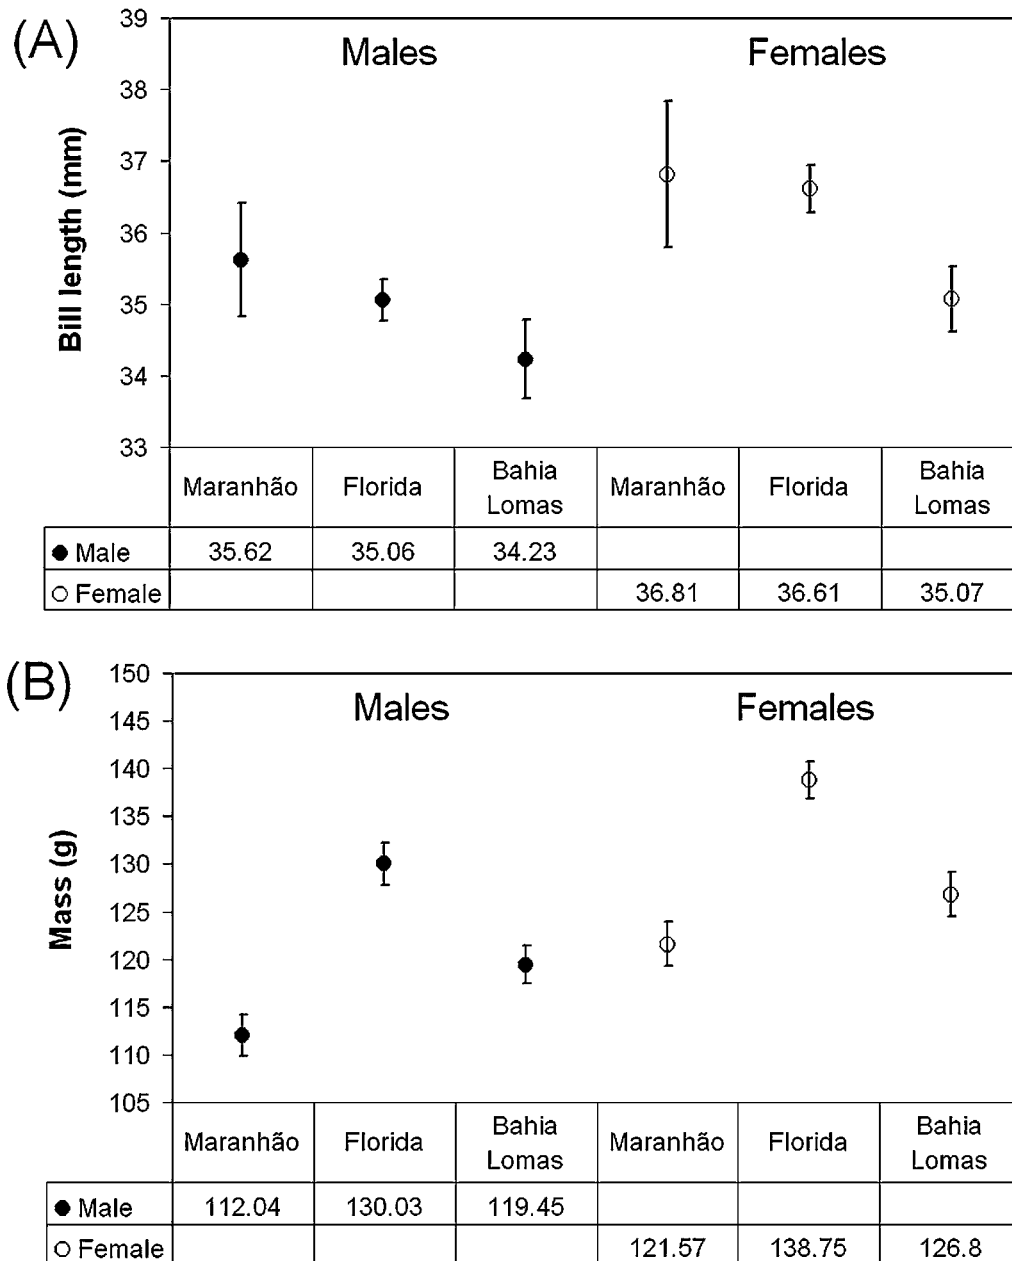 (A)
Males Females
Bill length (mm)
39
38
37
36
35
34
33
Maranhão Florida Bahia Lomas Maranhão Florida Bahia Lomas
Male 35.62 35.06 34.23
Female 36.81 36.61 35.07
(B)
Males Females
Mass (g)
150
145
140
135
130
125
120
115
110
105
Maranhão Florida Bahia Lomas Maranhão Florida Bahia Lomas
Male 112.04 130.03 119.45
Female 121.57 138.75 126.8